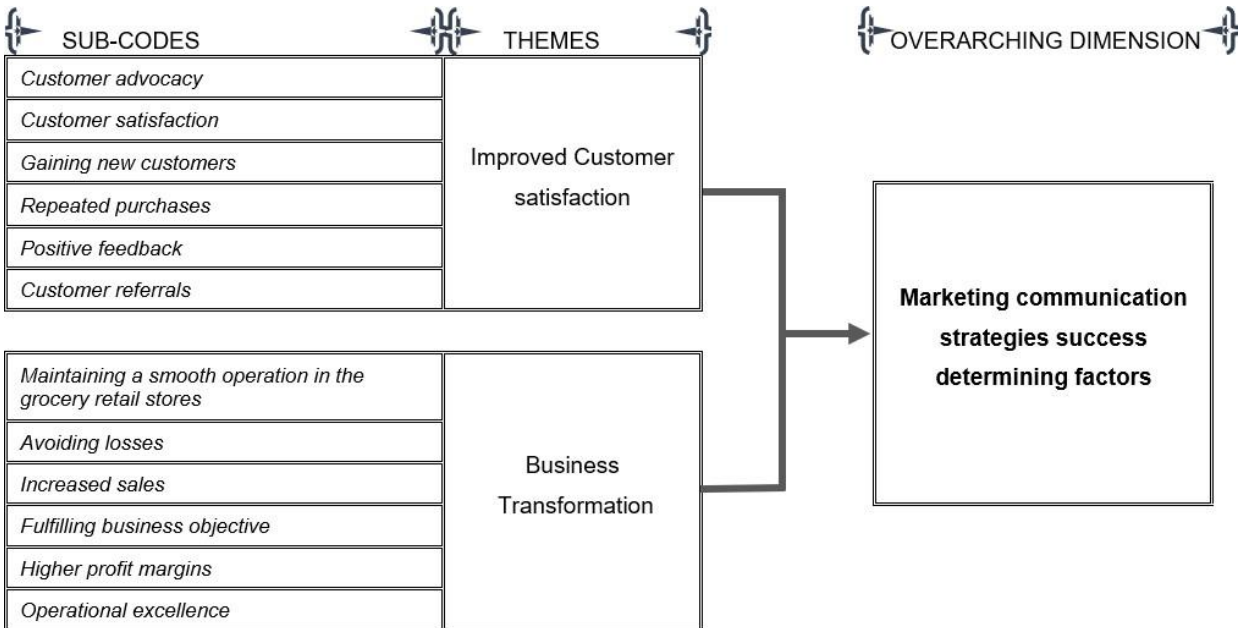 SUB-CODES
THEMES
OVERARCHING DIMENSION
Customer advocacy
Customer satisfaction
Gaining new customers
Repeated purchases
Positive feedback
Customer referrals
Improved Customer
satisfaction
Maintaining a smooth operation in the
grocery retail stores
Avoiding losses
Increased sales
Fulfilling business objective
Higher profit margins
Operational excellence
Business
Transformation
Marketing communication
strategies success
determining factors